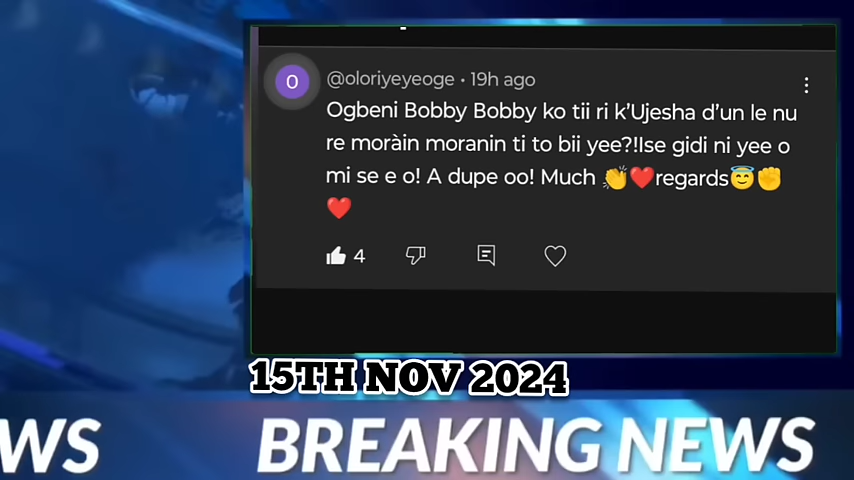 @oloriyeyeoge • 19h ago
Ogbeni Bobby Bobby ko tii ri k'Ujesha d'un le nu
re moràin moranin ti to bii yee?!Ise gidi ni yee o
mi se e o! A dupe oo! Much 👏❤️regards😇✊
❤️
4
15TH NOV 2024
WS BREAKING NEWS